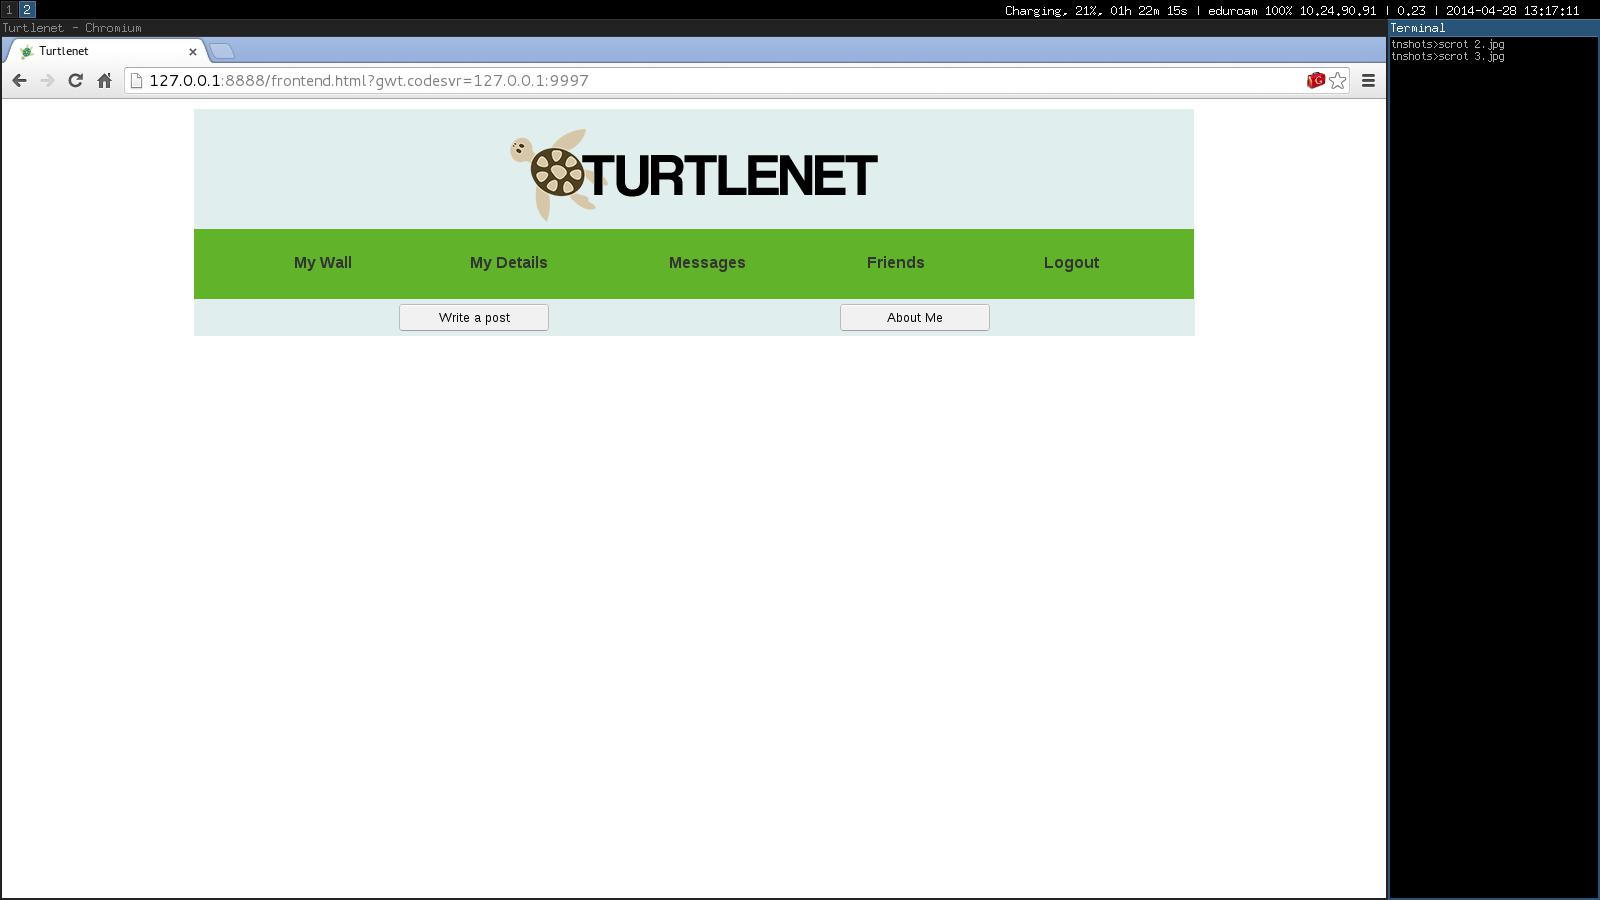 1 2
Charging, 21%, 01h 22m 15s | eduroam 100% 10.24.90.91 | 0.23 | 2014-04-28 13:17:11
Turtlenet - Chromium
Terminal
Turtlenet
tnshots>scrot 2.jpg
tnshots>scrot 3.jpg
127.0.0.1:8888/frontend.html?gwt.codesvr=127.0.0.1:9997
G
TURTLENET
My Wall My Details Messages Friends Logout
Write a post About Me